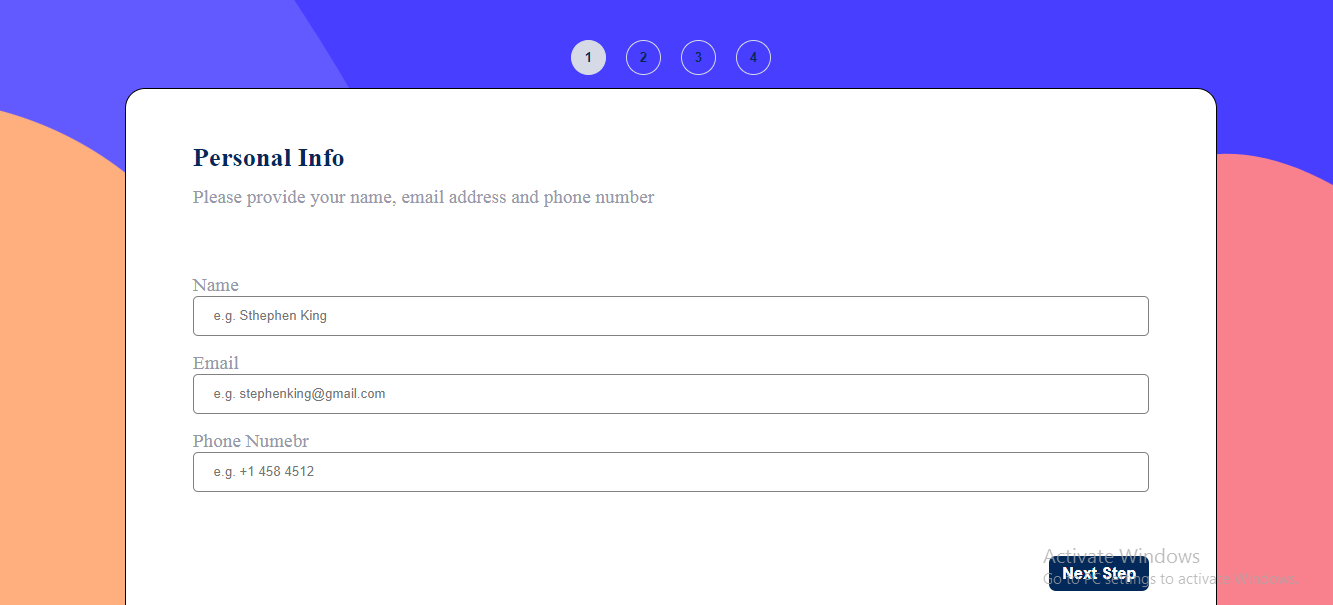 1 2 3 4
Personal Info
Please provide your name, email address and phone number
Name
e.g. Sthephen King
Email
e.g. stephenking@gmail.com
Phone Numebr
e.g. +1 458 4512
Activate Windows
Next Step
Go to PC settings to activate Windows.